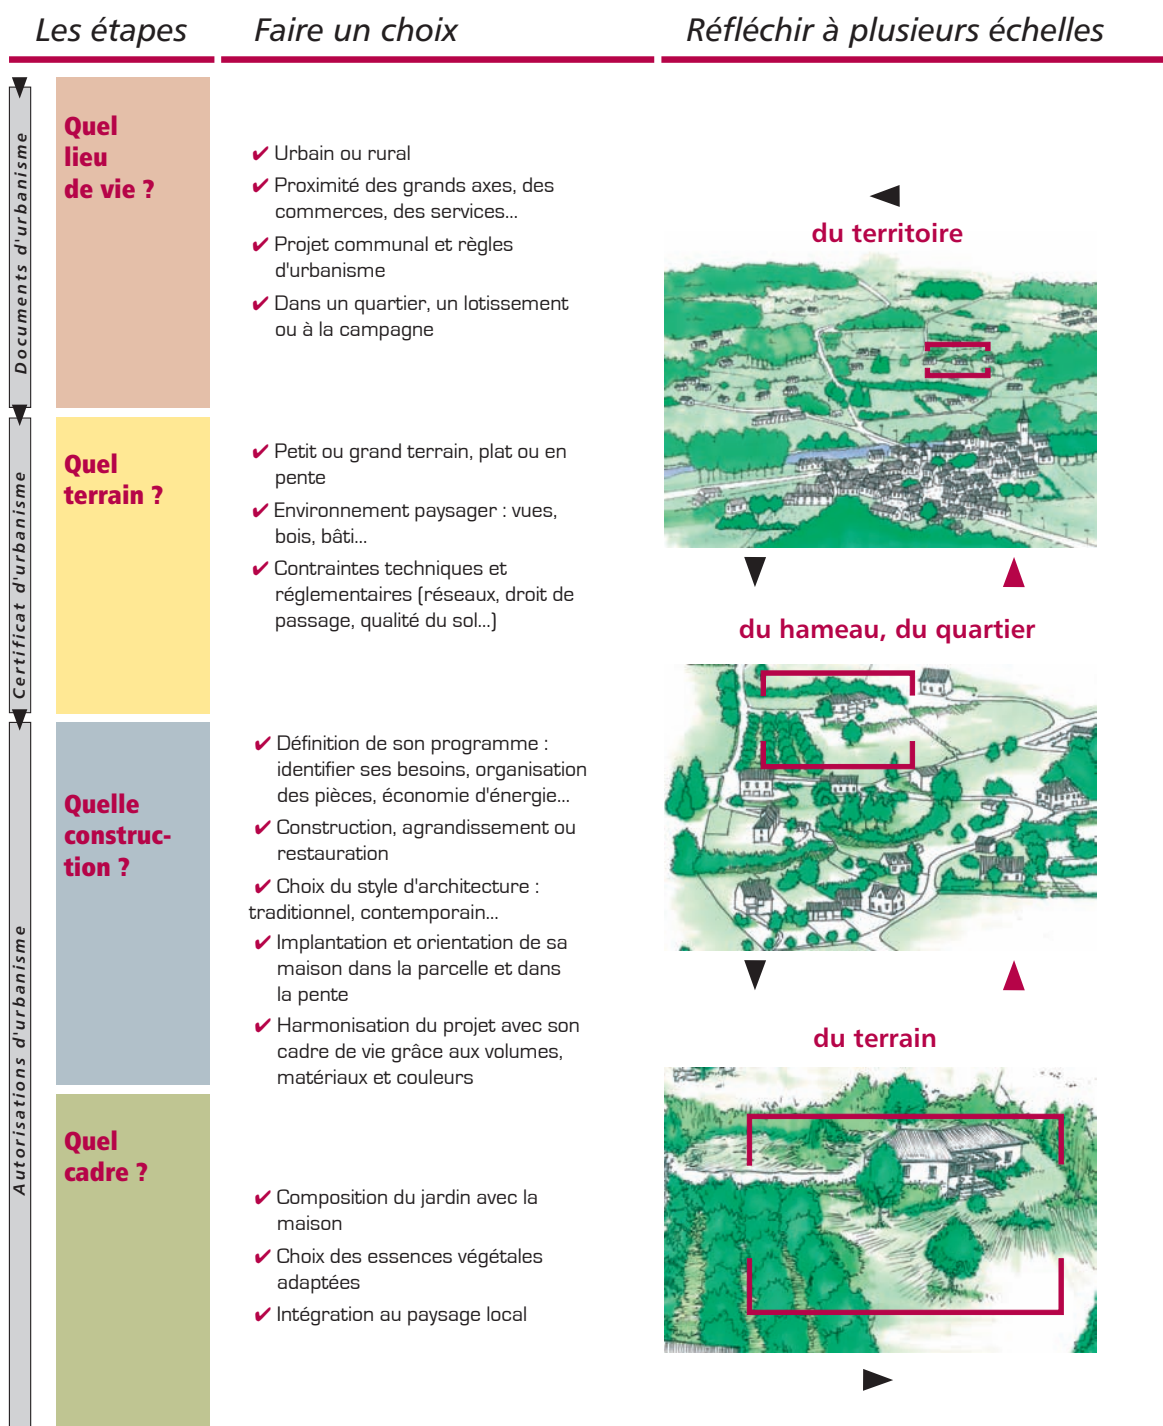 Les étapes
Faire un choix
Réfléchir à plusieurs échelles
Documents d'urbanisme
Quel
lieu
de vie ?
✔ Urbain ou rural
✔ Proximité des grands axes, des
commerces, des services...
✔ Projet communal et règles
d'urbanisme
✔ Dans un quartier, un lotissement
ou à la campagne
du territoire
Certificat d'urbanisme
Quel
terrain ?
✔ Petit ou grand terrain, plat ou en
pente
✔ Environnement paysager : vues,
bois, bâti...
✔ Contraintes techniques et
réglementaires (réseaux, droit de
passage, qualité du sol...)
du hameau, du quartier
Autorisations d'urbanisme
Quelle
construc-
tion ?
✔ Définition de son programme :
identifier ses besoins, organisation
des pièces, économie d'énergie...
✔ Construction, agrandissement ou
restauration
✔ Choix du style d'architecture :
traditionnel, contemporain...
✔ Implantation et orientation de sa
maison dans la parcelle et dans
la pente
✔ Harmonisation du projet avec son
cadre de vie grâce aux volumes,
matériaux et couleurs
du terrain
Quel
cadre ?
✔ Composition du jardin avec la
maison
✔ Choix des essences végétales
adaptées
✔ Intégration au paysage local